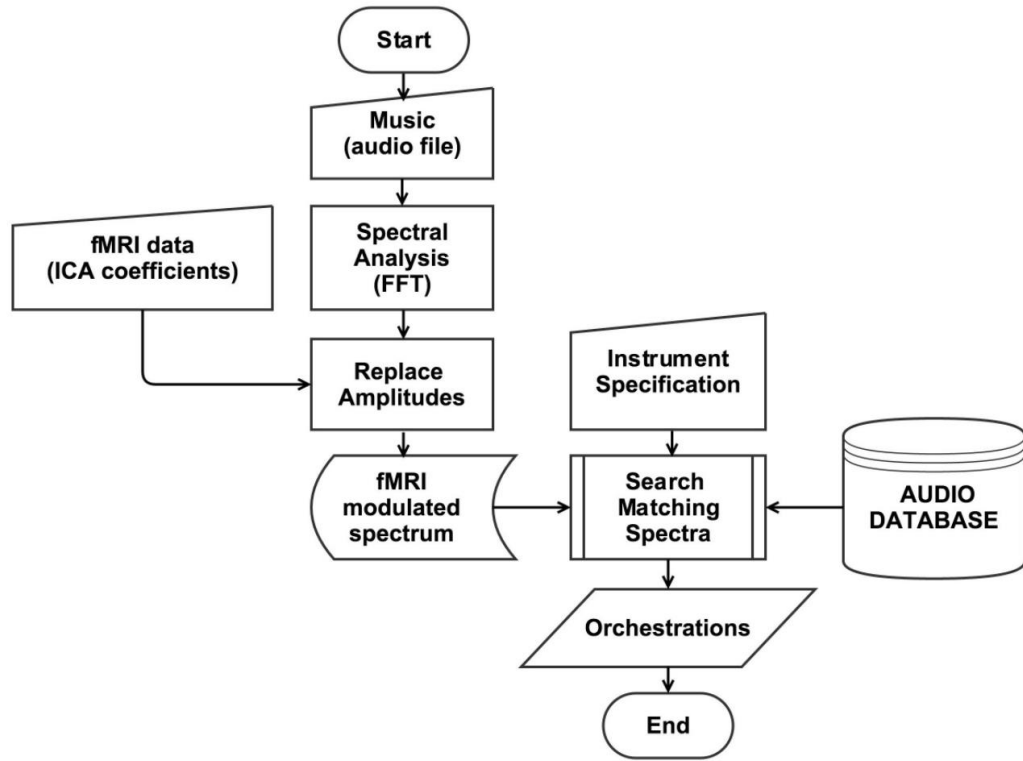 Start
Music
(audio file)
fMRI data
(ICA coefficients)
Spectral
Analysis
(FFT)
Replace
Amplitudes
Instrument
Specification
fMRI
modulated
spectrum
Search
Matching
Spectra
AUDIO
DATABASE
Orchestrations
End